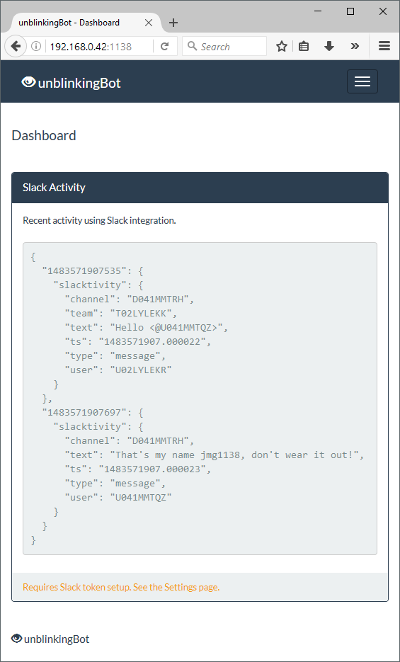 unblinkingBot - Dashboard
192.168.0.42:1138
Search
unblinkingBot
Dashboard
Slack Activity
Recent activity using Slack integration.
{
"1483571907535": {
"slacktivity": {
"channel": "D041MMTRH",
"team": "T02LYLEKK",
"text": "Hello <@U041MMTQZ>",
"ts": "1483571907.000022",
"type": "message",
"user": "U02LYLEKR"
}
},
"1483571907697": {
"slacktivity": {
"channel": "D041MMTRH",
"text": "That's my name jmg1138, don't wear it out!",
"ts": "1483571907.000023",
"type": "message",
"user": "U041MMTQZ"
}
}
}
Requires Slack token setup. See the Settings page.
unblinkingBot